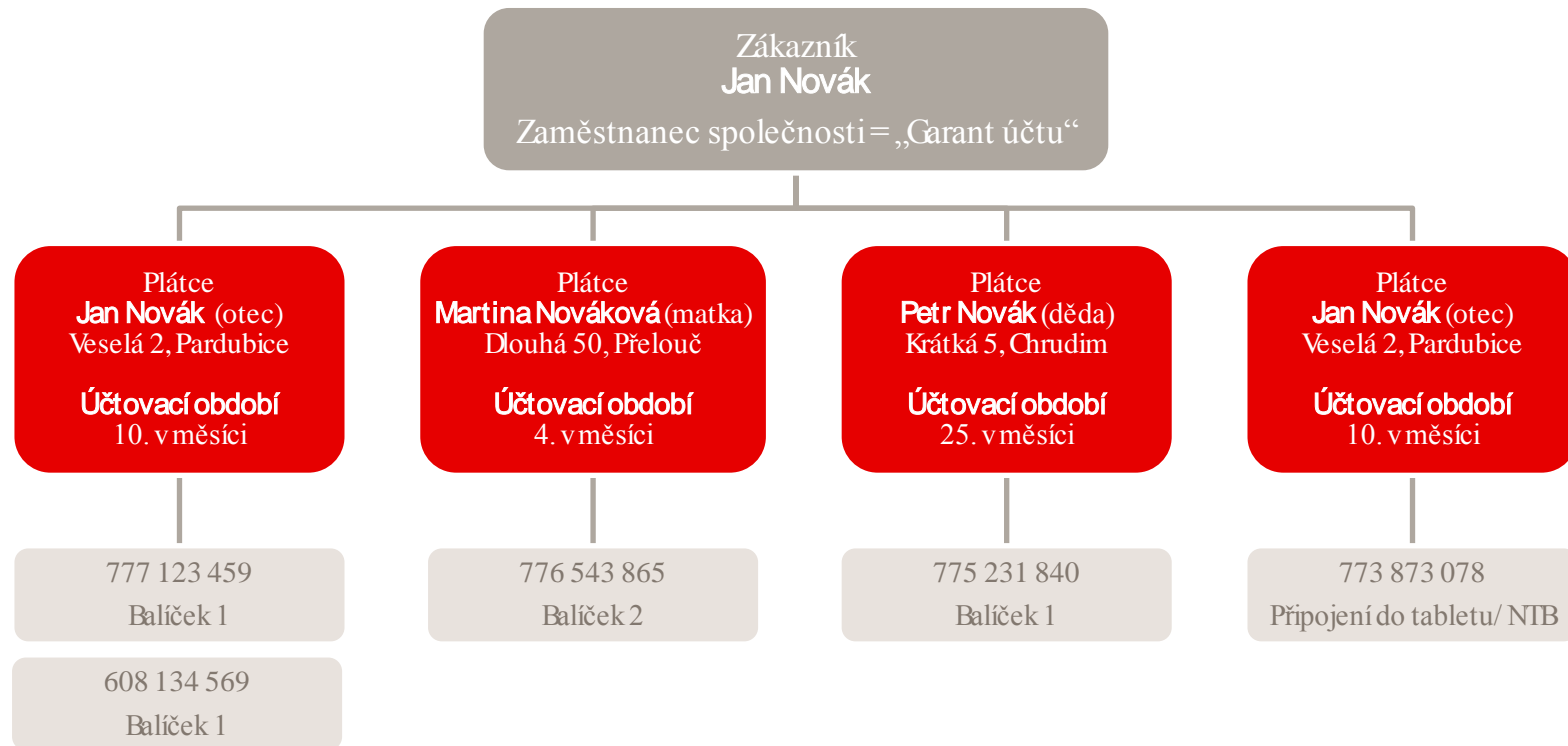 Zákazník
Jan Novák
Zaměstnanec společnosti = „Garant účtu“
Plátce
Jan Novák (otec)
Veselá 2, Pardubice
Účtovací období
10. v měsíci
Plátce
Martina Nováková (matka)
Dlouhá 50, Přelouč
Účtovací období
4. v měsíci
Plátce
Petr Novák (děda)
Krátká 5, Chrudim
Účtovací období
25. v měsíci
Plátce
Jan Novák (otec)
Veselá 2, Pardubice
Účtovací období
10. v měsíci
777 123 459
Balíček 1
776 543 865
Balíček 2
775 231 840
Balíček 1
773 873 078
Připojení do tabletu/ NTB
608 134 569
Balíček 1